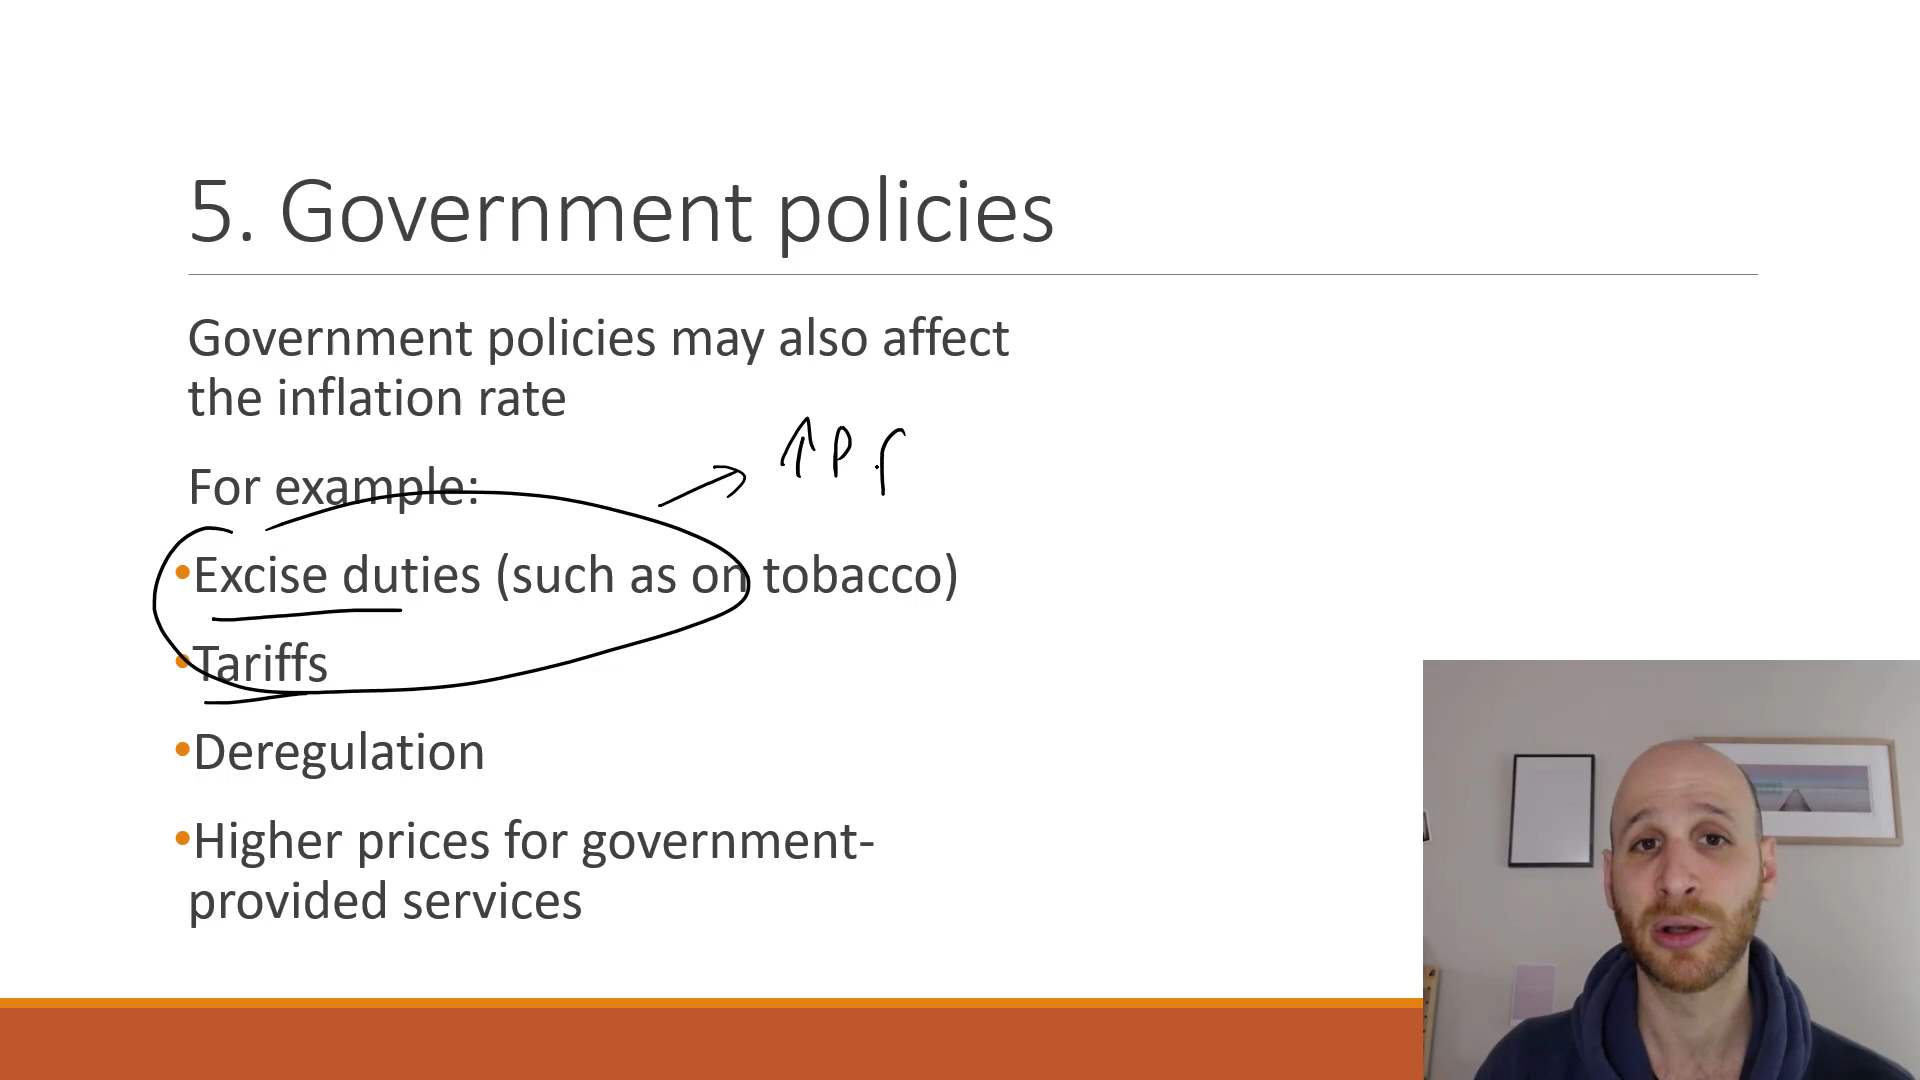 5. Government policies
Government policies may also affect
the inflation rate
↑ P
For example:
•Excise duties (such as on tobacco)
•Tariffs
•Deregulation
•Higher prices for government-
provided services